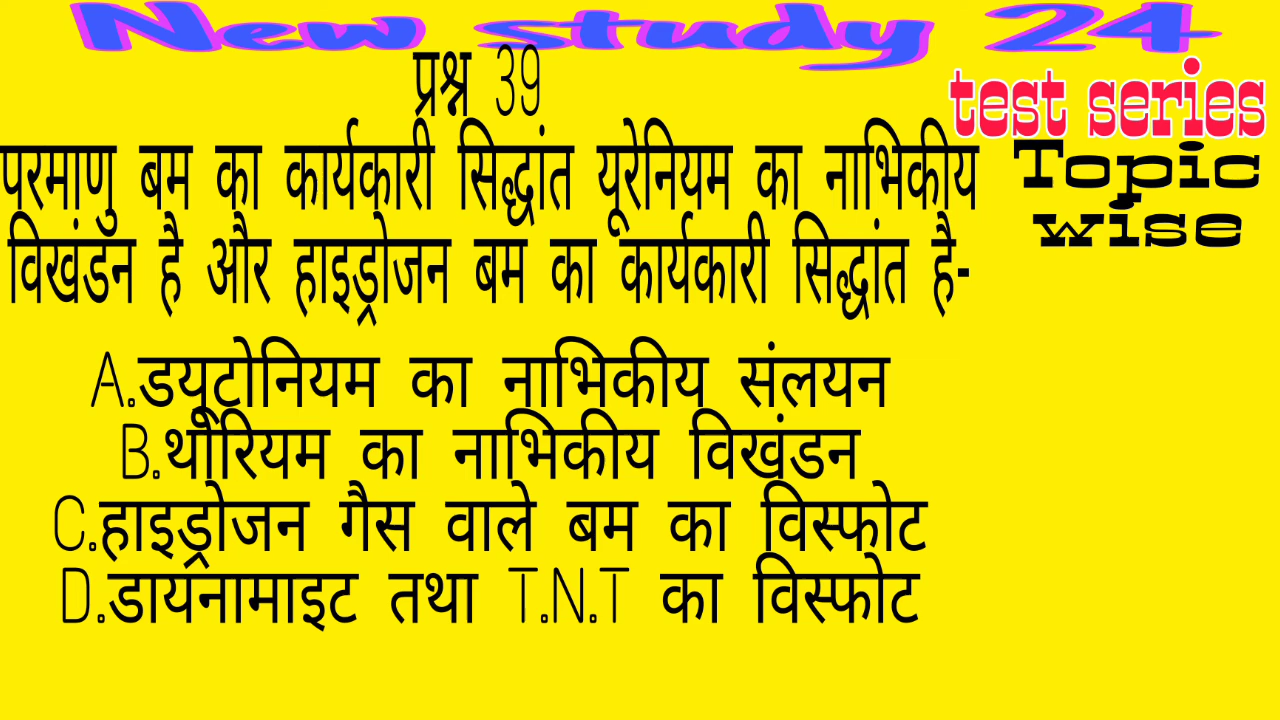 New study 24
test series
Topic
wise
प्रश्न 39
परमाणु बम का कार्यकारी सिद्धांत यूरेनियम का नाभिकीय
विखंडन है और हाइड्रोजन बम का कार्यकारी सिद्धांत है-
A.डयूटोनियम का नाभिकीय संलयन
B.थोरियम का नाभिकीय विखंडन
C.हाइड्रोजन गैस वाले बम का विस्फोट
D.डायनामाइट तथा T.N.T का विस्फोट